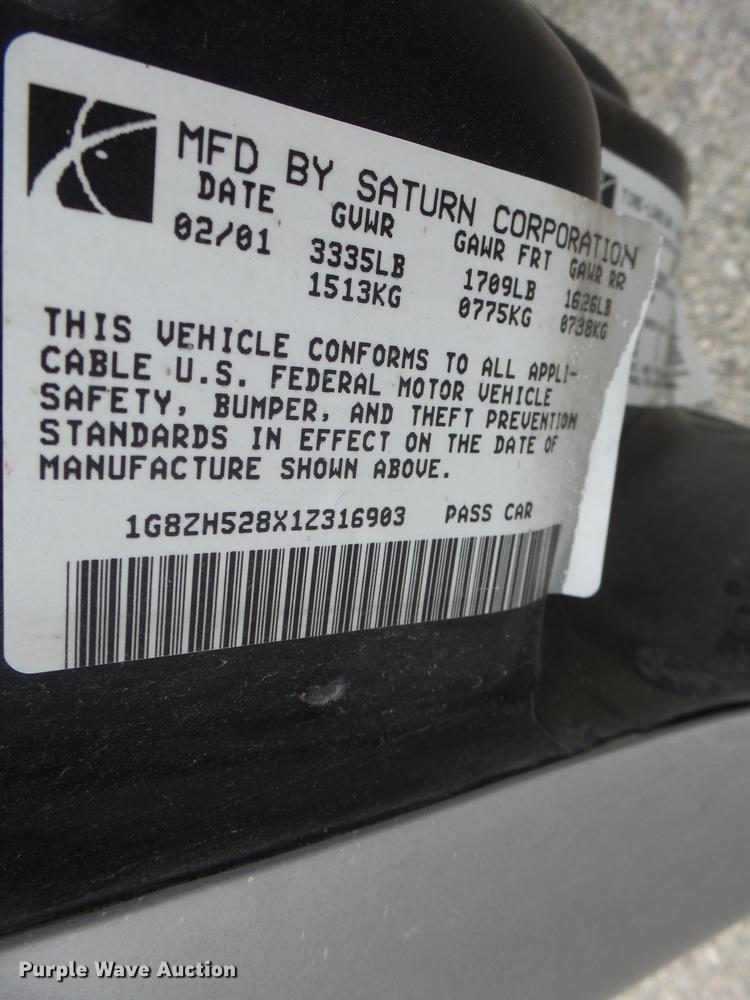 MFD BY SATURN CORPORATION
DATE GVWR GAWR FRT GAWR RR
02/01 3335LB 1709LB 1626LB
1513KG 0775KG 0738KG
THIS VEHICLE CONFORMS TO ALL APPLI-
CABLE U.S. FEDERAL MOTOR VEHICLE
SAFETY, BUMPER, AND THEFT PREVENTION
STANDARDS IN EFFECT ON THE DATE OF
MANUFACTURE SHOWN ABOVE.
1G8ZH528X1Z316903 PASS CAR
Purple Wave Auction